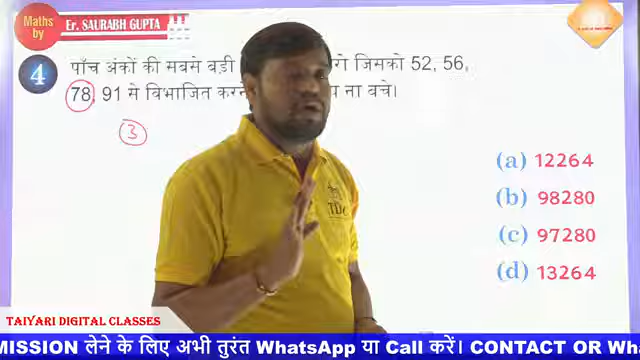 Maths
by
Er. SAURABH GUPTA
4
पाँच अंकों की सबसे बड़ी जिसको 52, 56,
78, 91 से विभाजित ना बचे।
3
(a) 12264
(b) 98280
(c) 97280
(d) 13264
TAIYARI DIGITAL CLASSES
MISSION लेने के लिए अभी तुरंत WhatsApp या Call करें। CONTACT OR Wh